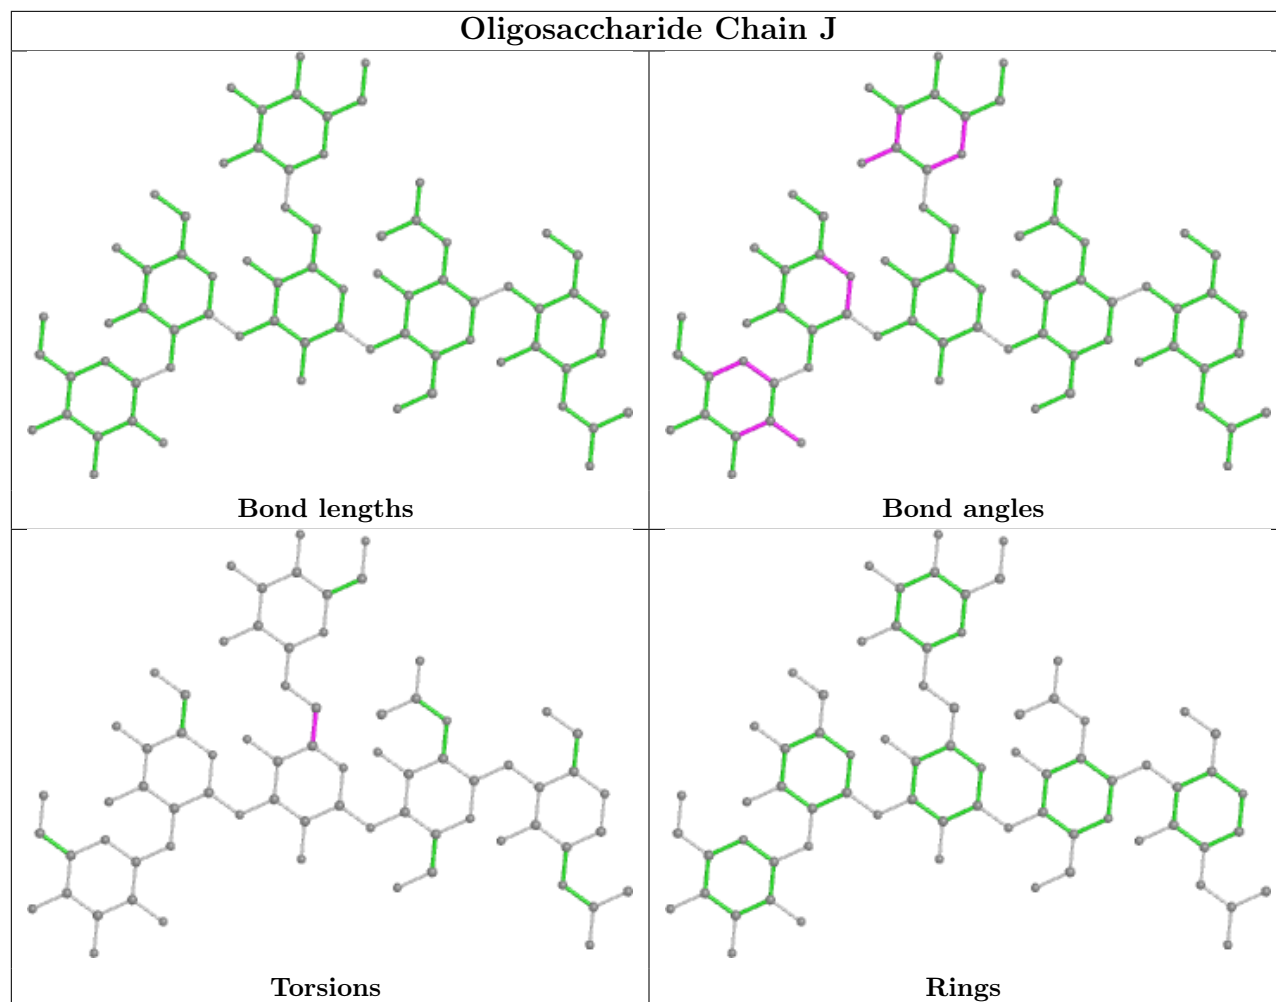 Oligosaccharide Chain J
Bond lengths
Bond angles
Torsions
Rings